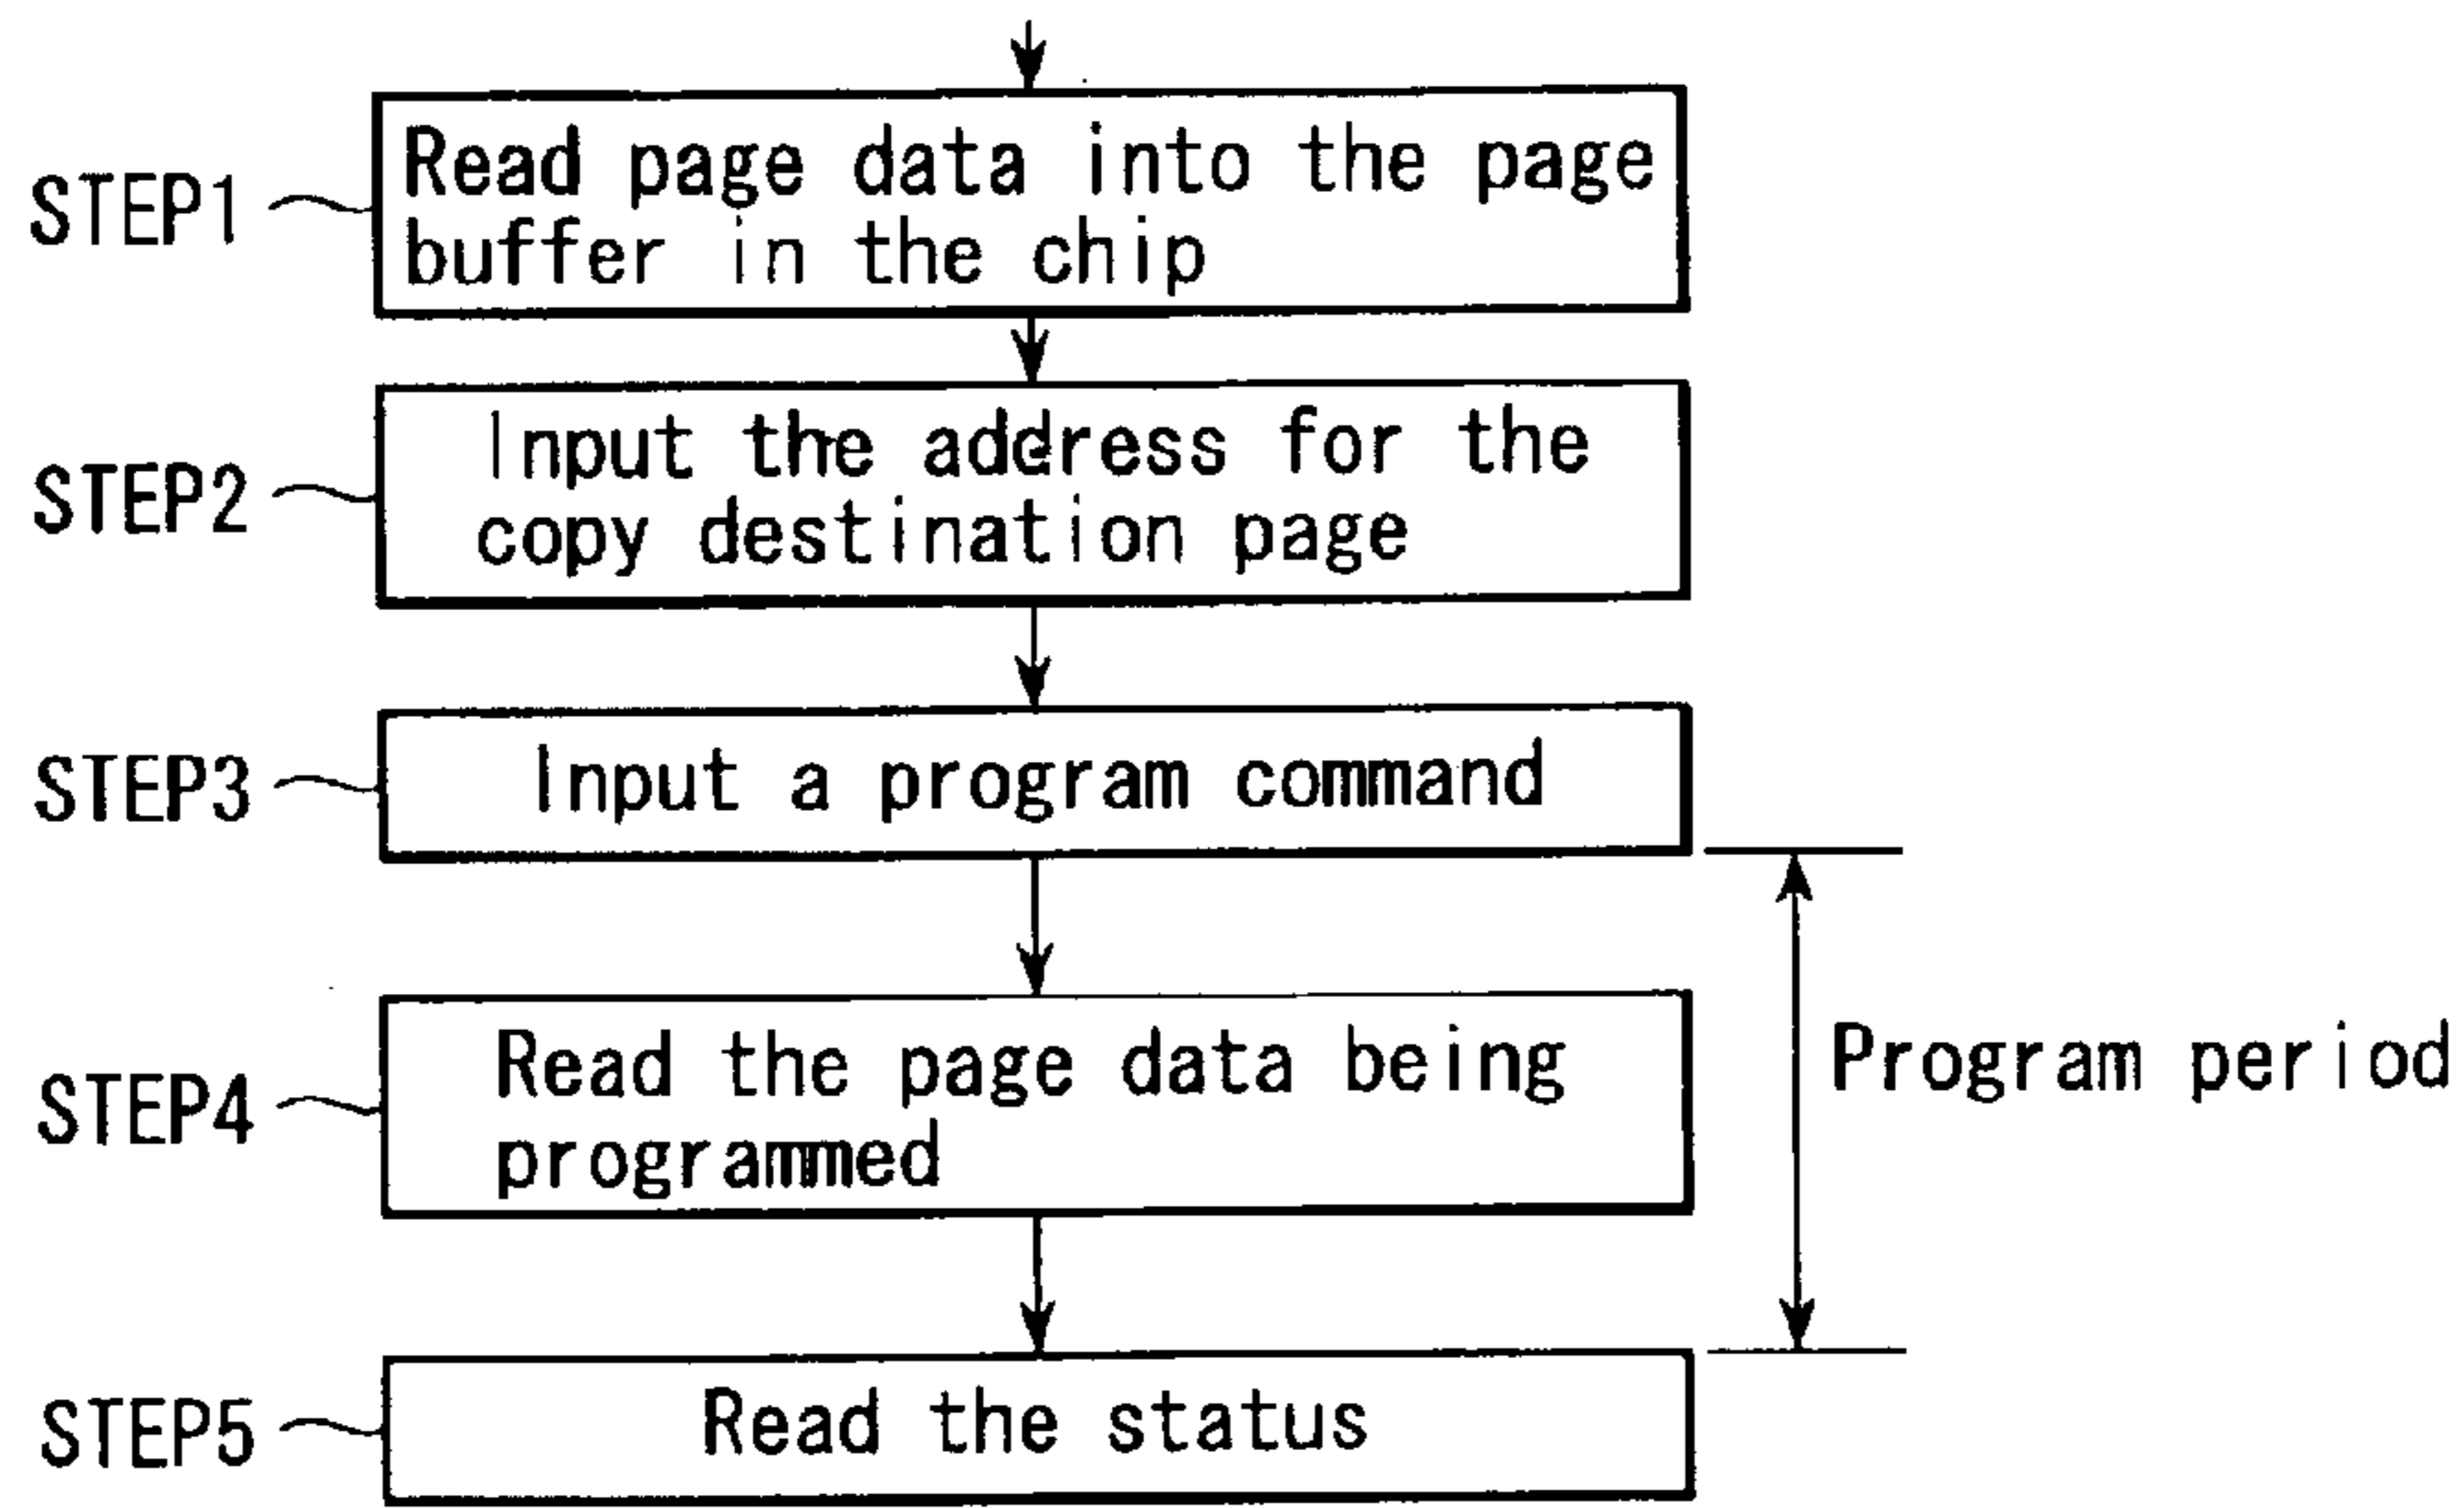 STEP1
Read page data into the page
buffer in the chip
STEP2
Input the address for the
copy destination page
STEP3
Input a program command
STEP4
Read the page data being
programmed
Program period
STEP5
Read the status